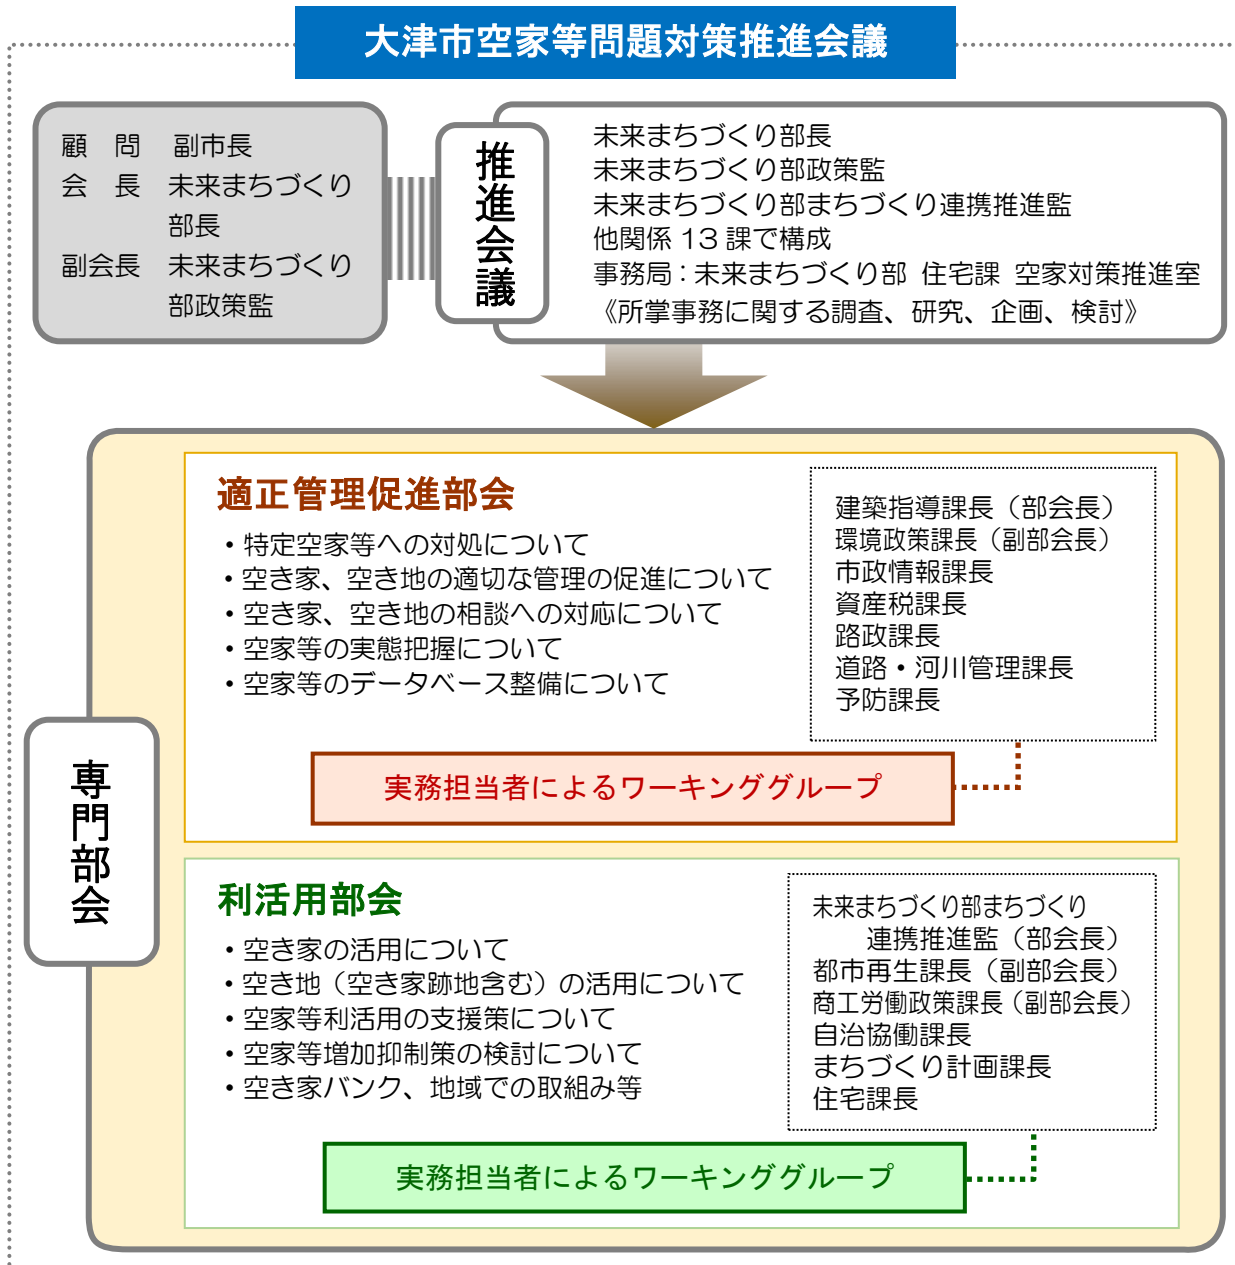 大津市空家等問題対策推進会議
顧　問　副市長
会　長　未来まちづくり
部長
副会長　未来まちづくり
部政策監
推進会議
未来まちづくり部長
未来まちづくり部政策監
未来まちづくり部まちづくり連携推進監
他関係 13 課で構成
事務局：未来まちづくり部 住宅課 空家対策推進室
《所掌事務に関する調査、研究、企画、検討》
専門部会
適正管理促進部会
・特定空家等への対処について
・空き家、空き地の適切な管理の促進について
・空き家、空き地の相談への対応について
・空家等の実態把握について
・空家等のデータベース整備について
建築指導課長（部会長）
環境政策課長（副部会長）
市政情報課長
資産税課長
路政課長
道路・河川管理課長
予防課長
実務担当者によるワーキンググループ
利活用部会
・空き家の活用について
・空き地（空き家跡地含む）の活用について
・空家等利活用の支援策について
・空家等増加抑制策の検討について
・空き家バンク、地域での取組み等
未来まちづくり部まちづくり
連携推進監（部会長）
都市再生課長（副部会長）
商工労働政策課長（副部会長）
自治協働課長
まちづくり計画課長
住宅課長
実務担当者によるワーキンググループ